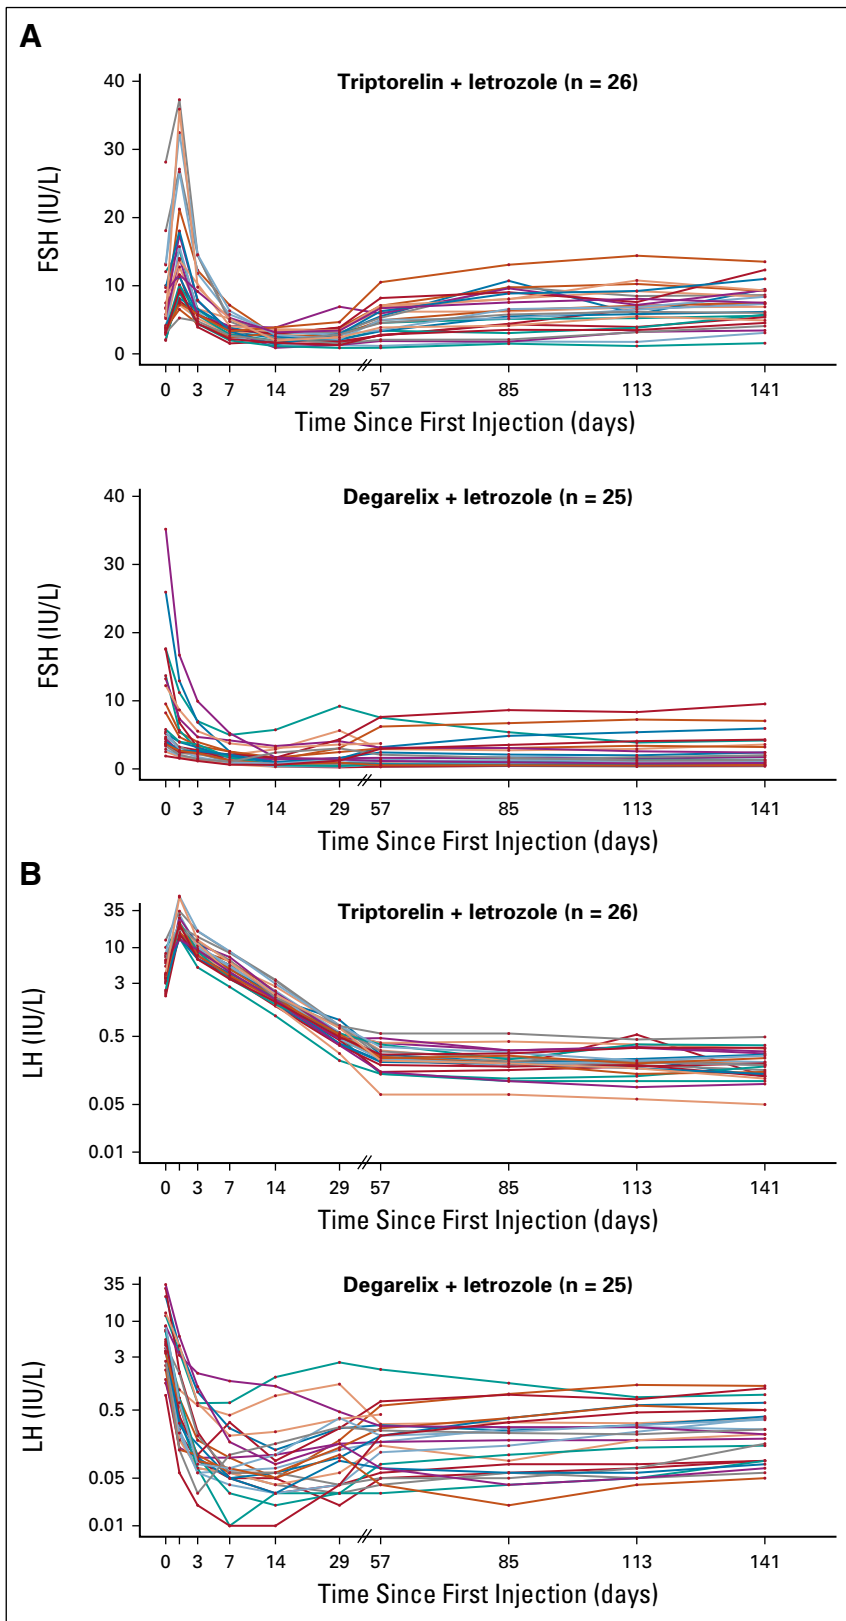 A
Triptorelin + letrozole (n = 26)
40
30
20
10
0
FSH (IU/L)
0 3 7 14 29 57 85 113 141
Time Since First Injection (days)
Degarelix + letrozole (n = 25)
40
30
20
10
0
FSH (IU/L)
0 3 7 14 29 57 85 113 141
Time Since First Injection (days)
B
Triptorelin + letrozole (n = 26)
35
10
3
0.5
0.05
0.01
LH (IU/L)
0 3 7 14 29 57 85 113 141
Time Since First Injection (days)
Degarelix + letrozole (n = 25)
35
10
3
0.5
0.05
0.01
LH (IU/L)
0 3 7 14 29 57 85 113 141
Time Since First Injection (days)